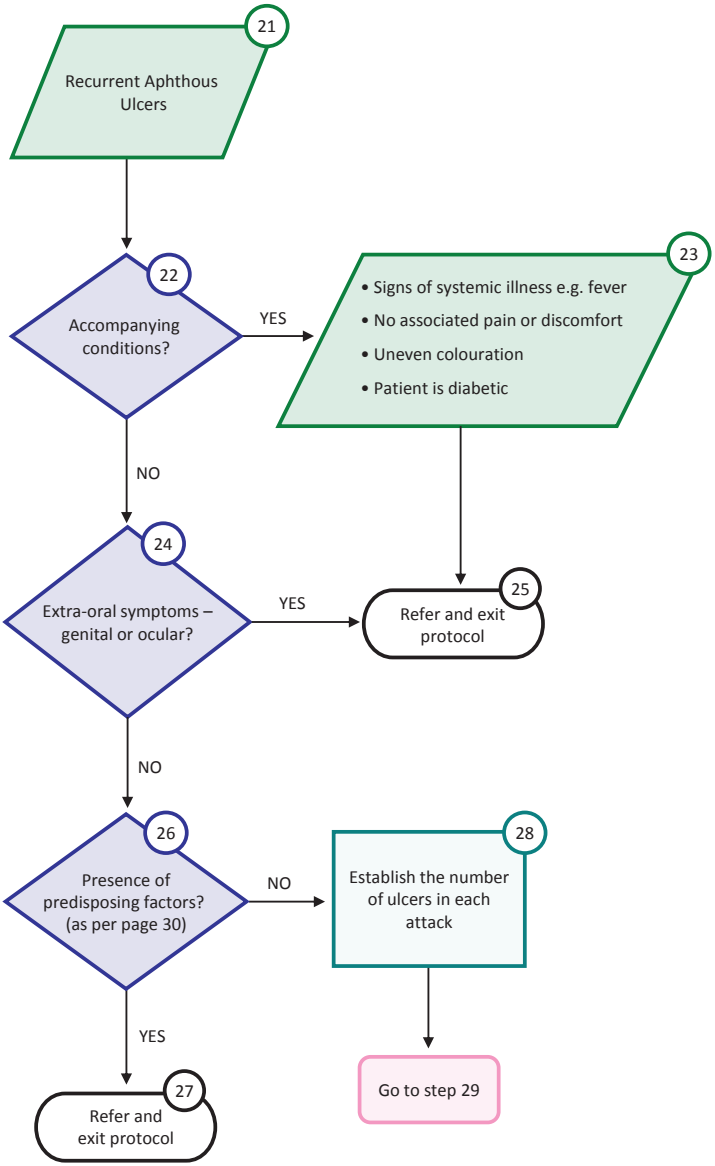 21
Recurrent Aphthous
Ulcers
22
Accompanying
conditions?
YES
23
• Signs of systemic illness e.g. fever
• No associated pain or discomfort
• Uneven colouration
• Patient is diabetic
NO
24
Extra-oral symptoms –
genital or ocular?
YES
25
Refer and exit
protocol
NO
26
Presence of
predisposing factors?
(as per page 30)
NO
28
Establish the number
of ulcers in each
attack
YES
27
Refer and
exit protocol
Go to step 29